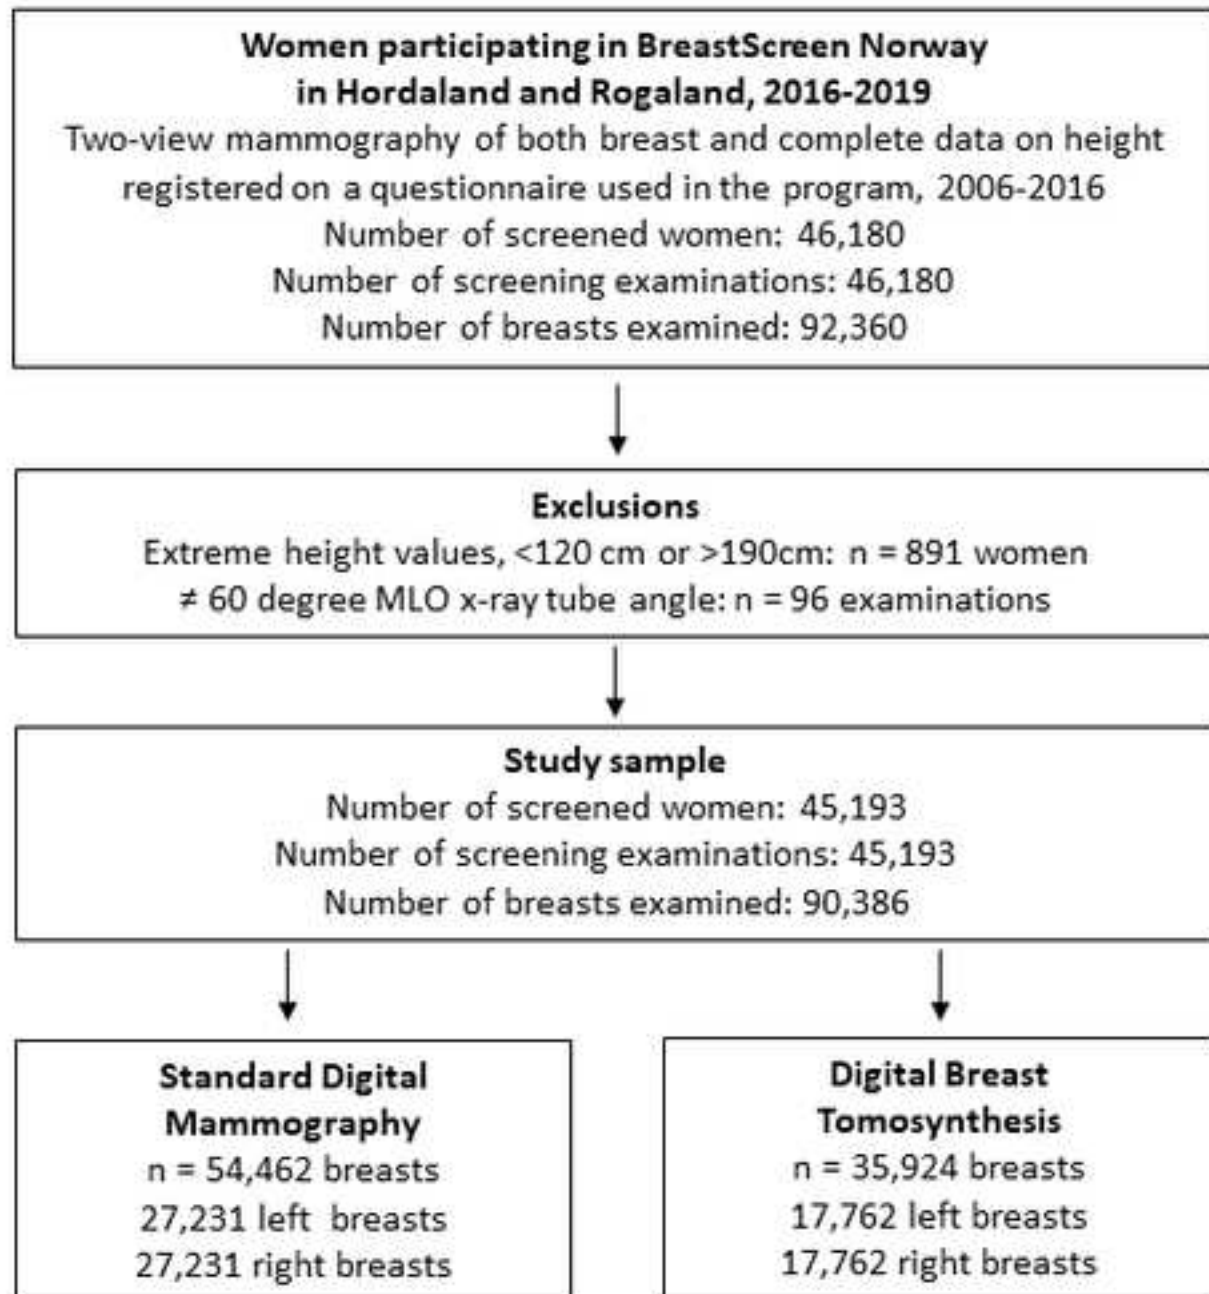 Women participating in BreastScreen Norway
in Hordaland and Rogaland, 2016-2019
Two-view mammography of both breast and complete data on height
registered on a questionnaire used in the program, 2006-2016
Number of screened women: 46,180
Number of screening examinations: 46,180
Number of breasts examined: 92,360
Exclusions
Extreme height values, <120 cm or >190cm: n = 891 women
≠ 60 degree MLO x-ray tube angle: n = 96 examinations
Study sample
Number of screened women: 45,193
Number of screening examinations: 45,193
Number of breasts examined: 90,386
Standard Digital
Mammography
n = 54,462 breasts
27,231 left breasts
27,231 right breasts
Digital Breast
Tomosynthesis
n = 35,924 breasts
17,762 left breasts
17,762 right breasts